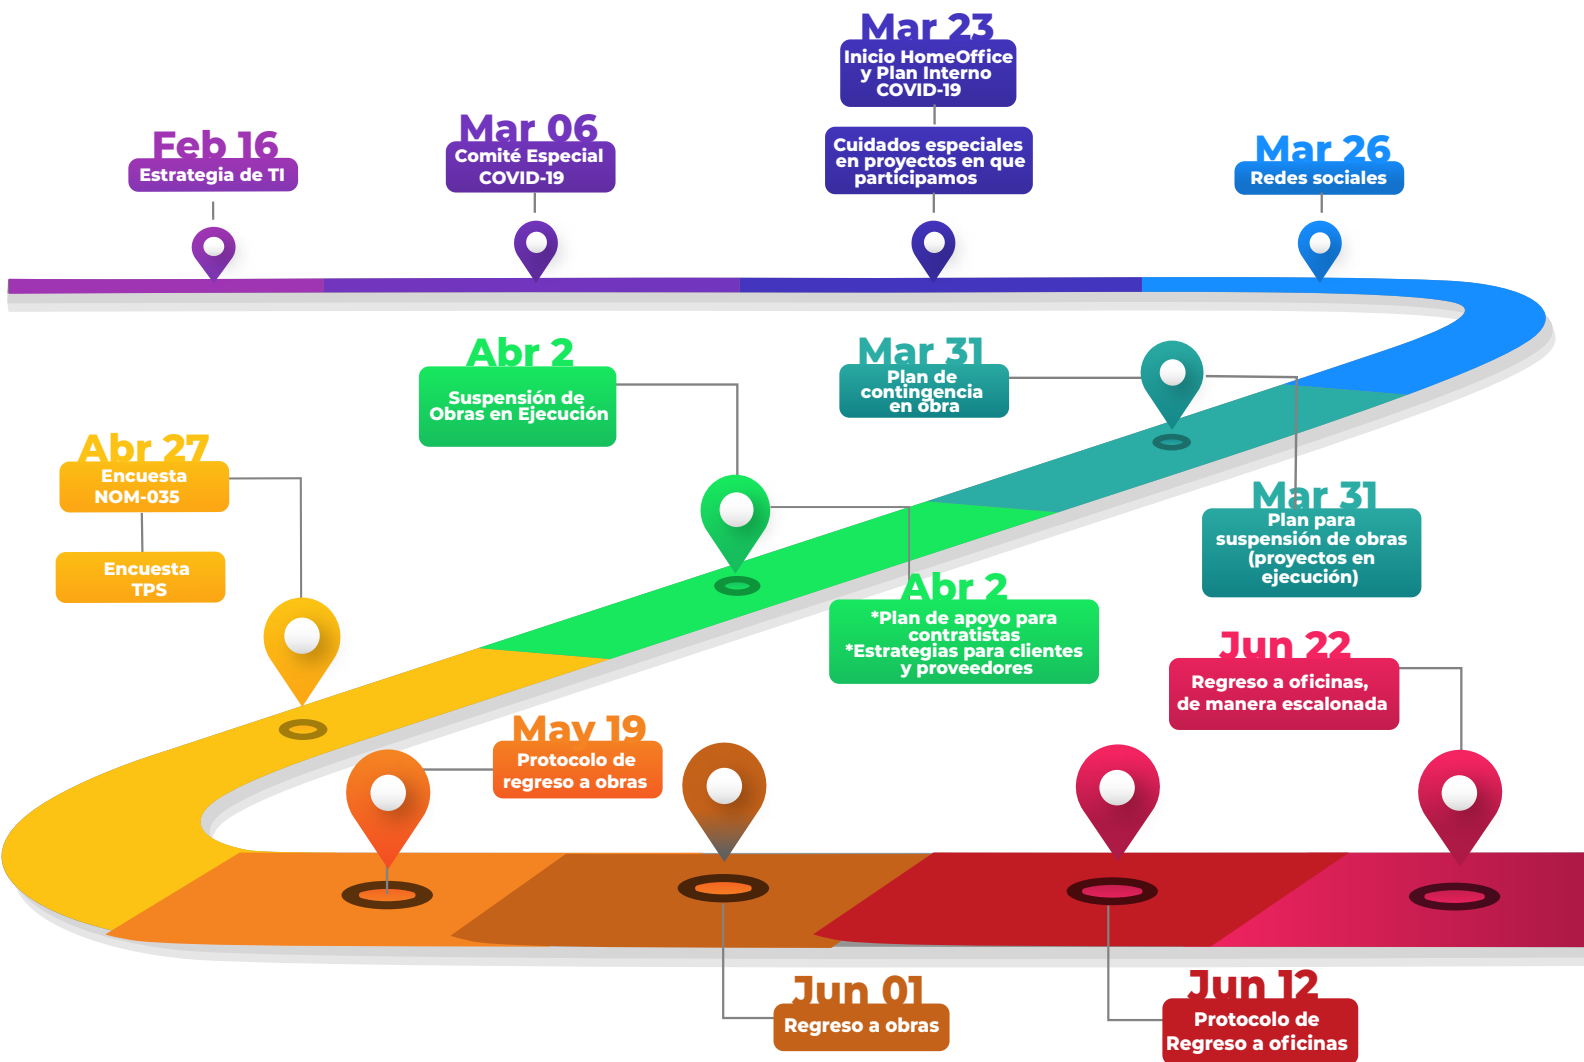 Feb 16
Estrategia de TI
Mar 06
Comité Especial
COVID-19
Mar 23
Inicio HomeOffice
y Plan Interno
COVID-19
Cuidados especiales
en proyectos en que
participamos
Mar 26
Redes sociales
Mar 31
Plan de
contingencia
en obra
Mar 31
Plan para
suspensión de obras
(proyectos en
ejecución)
Abr 2
Suspensión de
Obras en Ejecución
Abr 2
*Plan de apoyo para
contratistas
*Estrategias para clientes
y proveedores
Abr 27
Encuesta
NOM-035
Encuesta
TPS
May 19
Protocolo de
regreso a obras
Jun 01
Regreso a obras
Jun 12
Protocolo de
Regreso a oficinas
Jun 22
Regreso a oficinas,
de manera escalonada